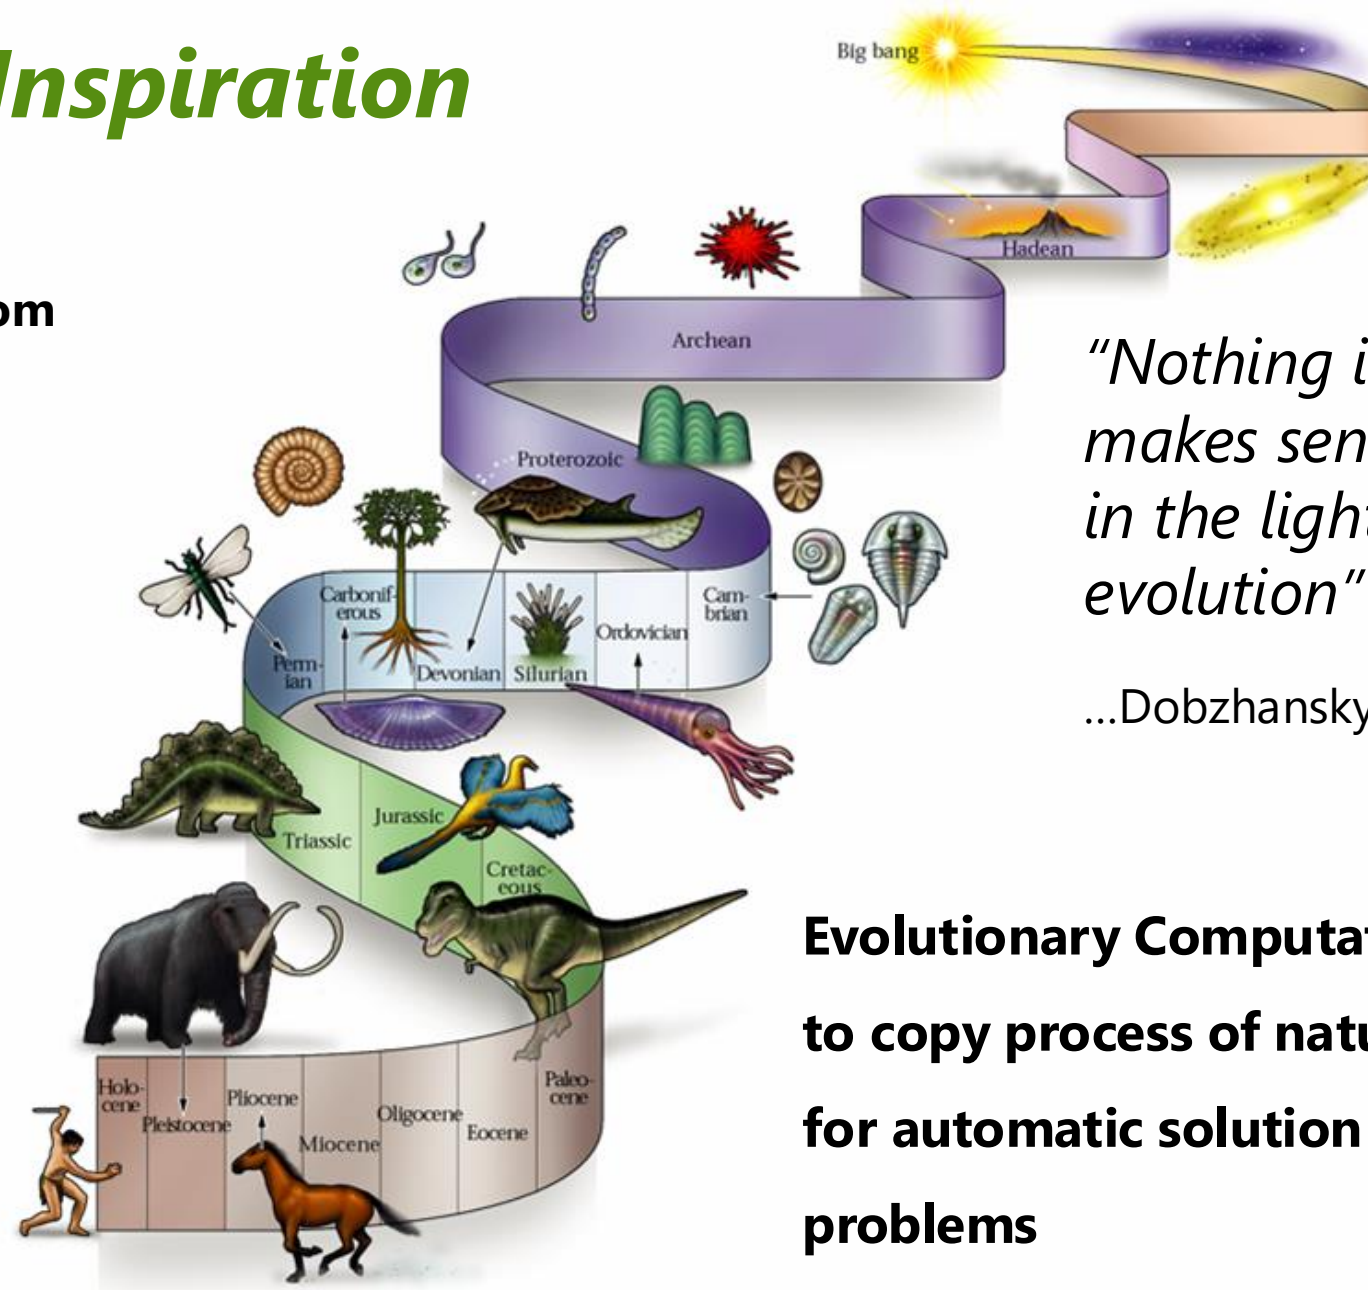 Inspiration
Big bang
Hadean
om
Archean
"Nothing i
makes sen
in the light
evolution"
...Dobzhansky
Proterozoic
Carbonif-
erous
Cam-
brian
Ordovician
Perm-
ian
Devonian
Silurian
Jurassic
Triassic
Cretac-
eous
Evolutionary Computat
to copy process of natu
for automatic solution
problems
Holo-
cene
Pleistocene
Pliocene
Miocene
Oligocene
Eocene
Paleo-
cene